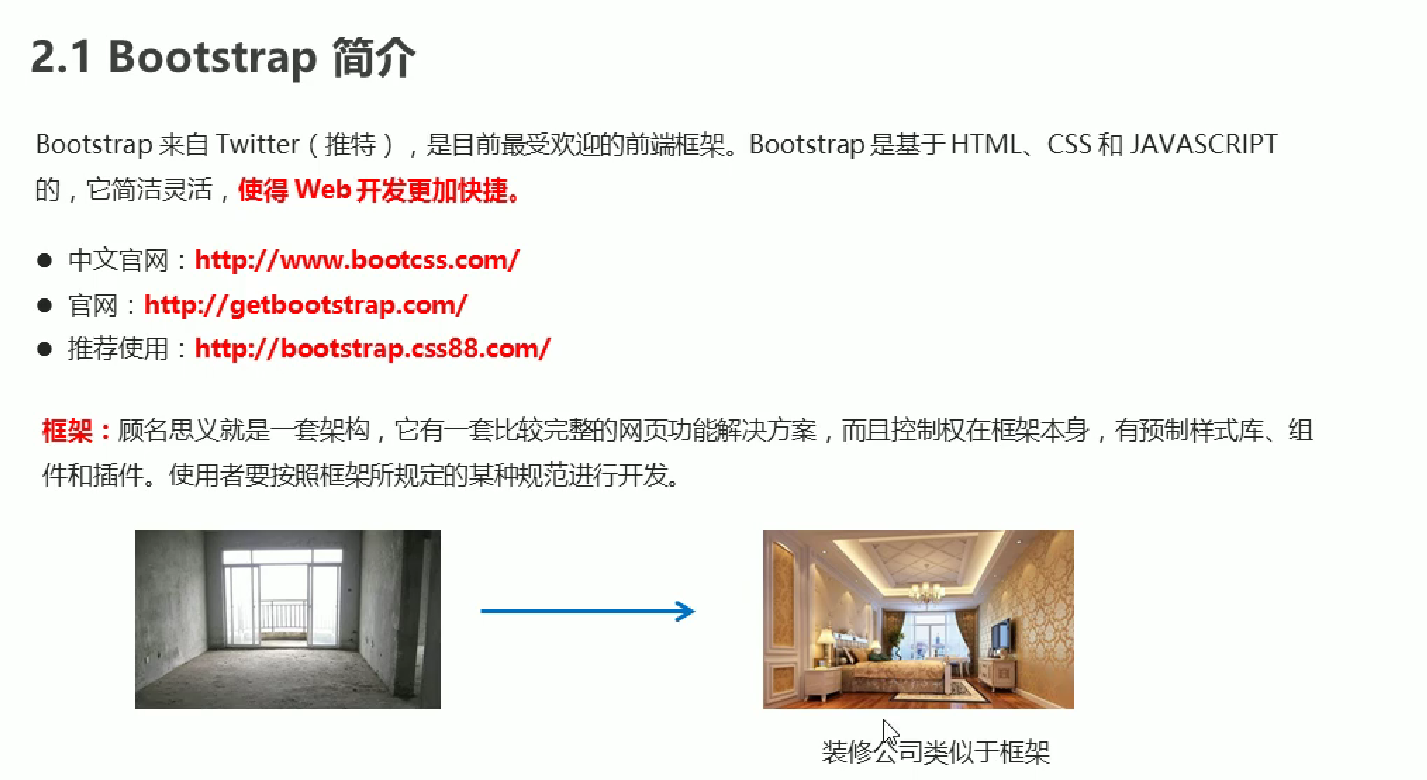 2.1 Bootstrap 简介
Bootstrap 来自 Twitter（推特），是目前最受欢迎的前端框架。Bootstrap 是基于 HTML、CSS 和 JAVASCRIPT
的，它简洁灵活，使得 Web 开发更加快捷。
● 中文官网：http://www.bootcss.com/
● 官网：http://getbootstrap.com/
● 推荐使用：http://bootstrap.css88.com/
框架：顾名思义就是一套架构，它有一套比较完整的网页功能解决方案，而且控制权在框架本身，有预制样式库、组
件和插件。使用者要按照框架所规定的某种规范进行开发。
装修公司类似于框架